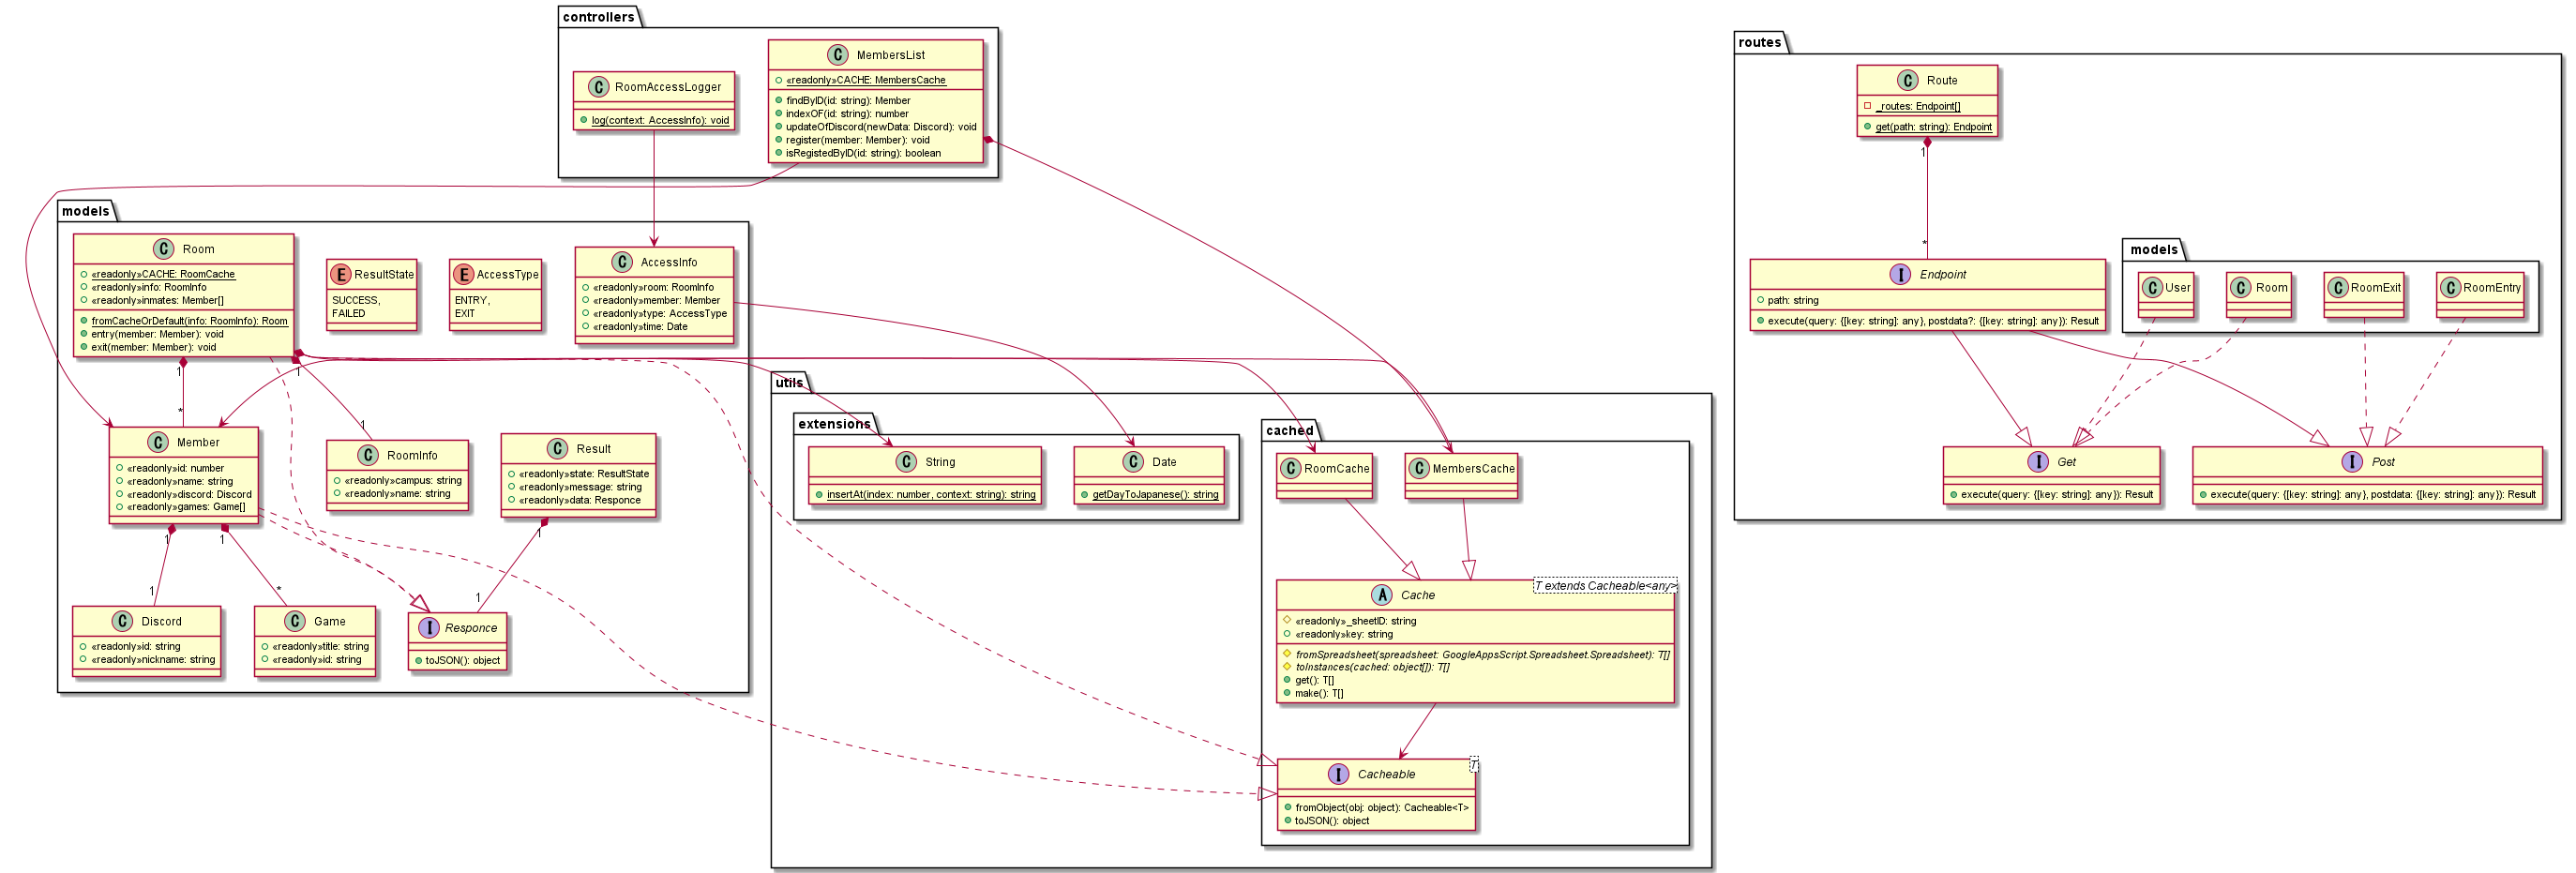 controllers
C RoomAccessLogger
log(context: AccessInfo): void
C MembersList
«readonly»CACHE: MembersCache
findByID(id: string): Member
indexOF(id: string): number
updateOfDiscord(newData: Discord): void
register(member: Member): void
isRegistedByID(id: string): boolean
models
C Room
«readonly»CACHE: RoomCache
«readonly»info: RoomInfo
«readonly»inmates: Member[]
fromCacheOrDefault(info: RoomInfo): Room
entry(member: Member): void
exit(member: Member): void
E ResultState
SUCCESS,
FAILED
E AccessType
ENTRY,
EXIT
C AccessInfo
«readonly»room: RoomInfo
«readonly»member: Member
«readonly»type: AccessType
«readonly»time: Date
1
1
*
1
C Member
«readonly»id: number
«readonly»name: string
«readonly»discord: Discord
«readonly»games: Game[]
C RoomInfo
«readonly»campus: string
«readonly»name: string
C Result
«readonly»state: ResultState
«readonly»message: string
«readonly»data: Responce
1
1
1
1
*
1
C Discord
«readonly»id: string
«readonly»nickname: string
C Game
«readonly»title: string
«readonly»id: string
I Responce
toJSON(): object
utils
extensions
C String
insertAt(index: number, context: string): string
C Date
getDayToJapanese(): string
cached
C RoomCache
C MembersCache
T extends Cacheable<any>
A Cache
«readonly»_sheetID: string
«readonly»key: string
fromSpreadsheet(spreadsheet: GoogleAppsScript.Spreadsheet.Spreadsheet): T[]
toInstances(cached: object[]): T[]
get(): T[]
make(): T[]
T
I Cacheable
fromObject(obj: object): Cacheable<T>
toJSON(): object
routes
C Route
_routes: Endpoint[]
get(path: string): Endpoint
1
*
I Endpoint
path: string
execute(query: {[key: string]: any}, postdata?: {[key: string]: any}): Result
models
C User
C Room
C RoomExit
C RoomEntry
I Get
execute(query: {[key: string]: any}): Result
I Post
execute(query: {[key: string]: any}, postdata: {[key: string]: any}): Result